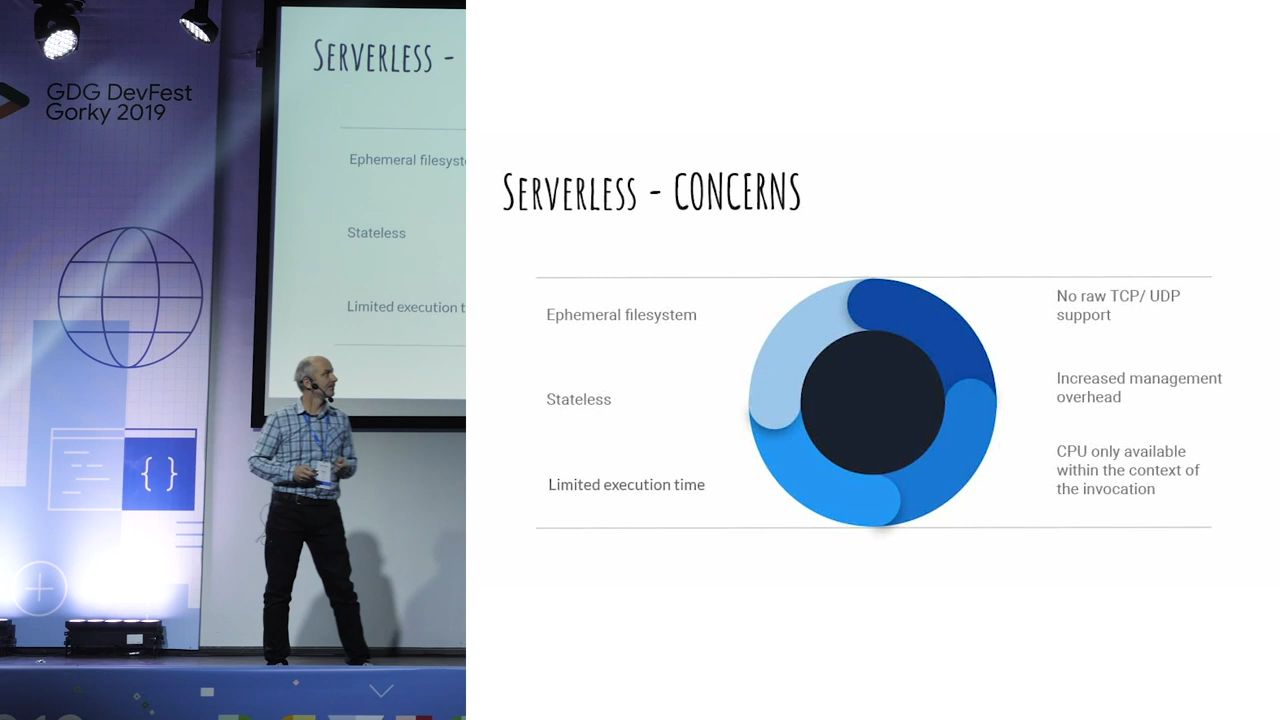 GDG DevFest
Gorky 2019
SERVERLESS -
Ephemeral filesyste
Stateless
Limited execution t
{ }
SERVERLESS - CONCERNS
Ephemeral filesystem
Stateless
Limited execution time
No raw TCP/ UDP
support
Increased management
overhead
CPU only available
within the context of
the invocation